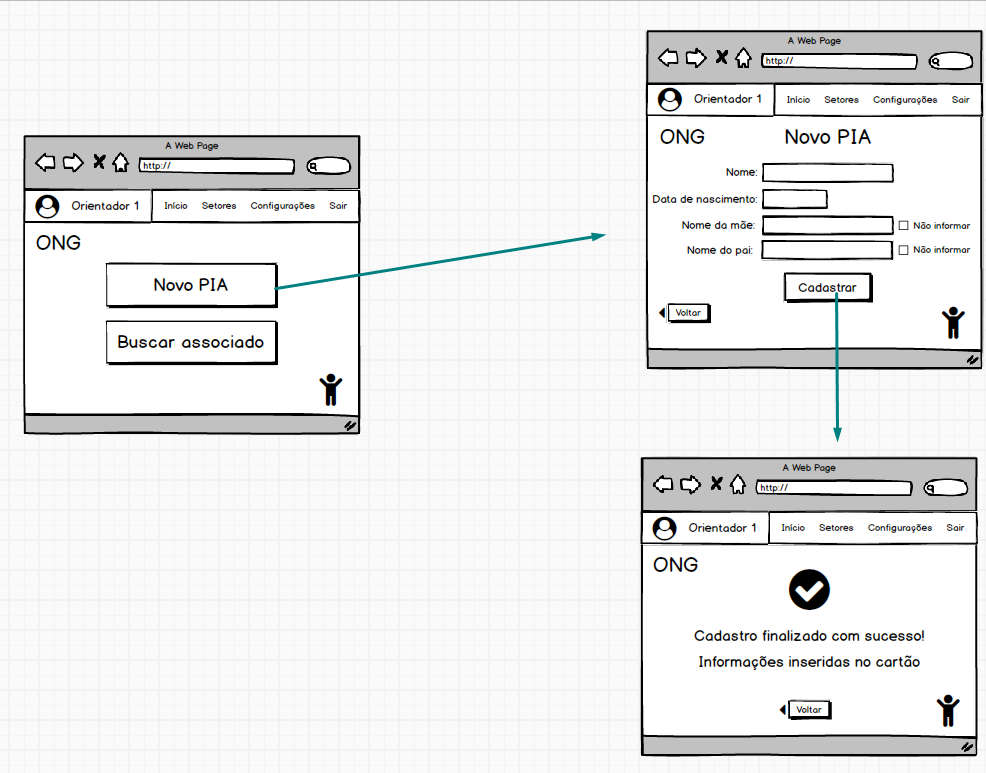 A Web Page
http://
Orientador 1 Início Setores Configurações Sair
ONG
Novo PIA
Buscar associado
A Web Page
http://
Orientador 1 Início Setores Configurações Sair
ONG Novo PIA
Nome:
Data de nascimento:
Nome da mãe: Não informar
Nome do pai: Não informar
Cadastrar
Voltar
A Web Page
http://
Orientador 1 Início Setores Configurações Sair
ONG
Cadastro finalizado com sucesso!
Informações inseridas no cartão
Voltar